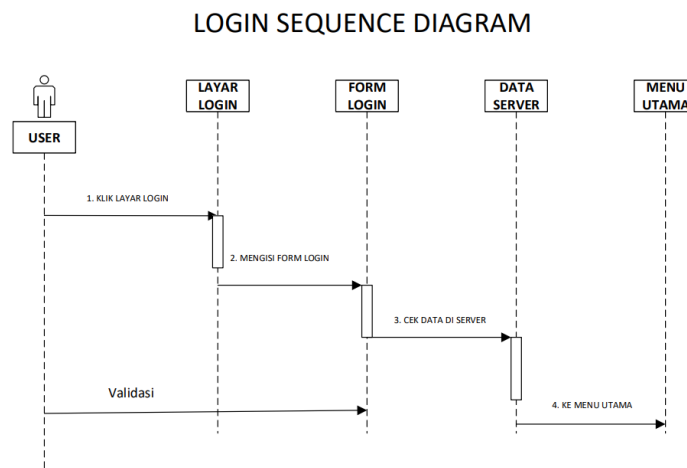 LOGIN SEQUENCE DIAGRAM
USER
LAYAR
LOGIN
FORM
LOGIN
DATA
SERVER
MENU
UTAMA
1. KLIK LAYAR LOGIN
2. MENGISI FORM LOGIN
3. CEK DATA DI SERVER
Validasi
4. KE MENU UTAMA